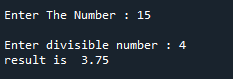 Enter The Number : 15
Enter divisible number : 4
result is  3.75